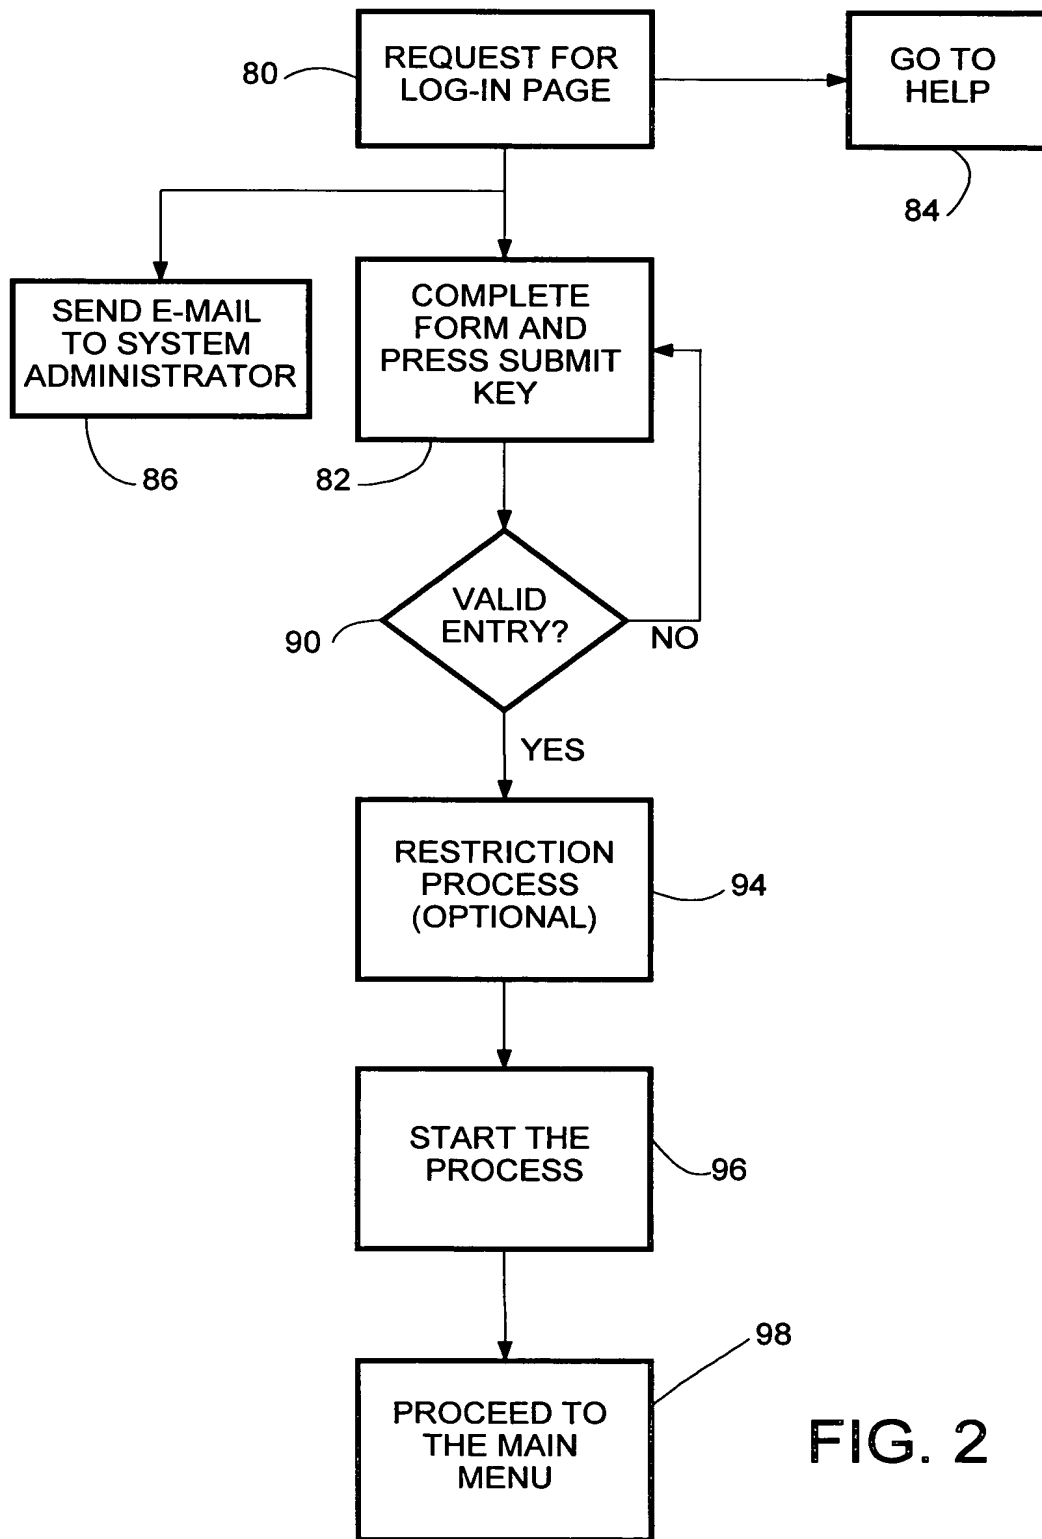 80
REQUEST FOR
LOG-IN PAGE
GO TO
HELP
84
SEND E-MAIL
TO SYSTEM
ADMINISTRATOR
86
COMPLETE
FORM AND
PRESS SUBMIT
KEY
82
VALID
ENTRY?
90
NO
YES
RESTRICTION
PROCESS
(OPTIONAL)
94
START THE
PROCESS
96
98
PROCEED TO
THE MAIN
MENU
FIG. 2